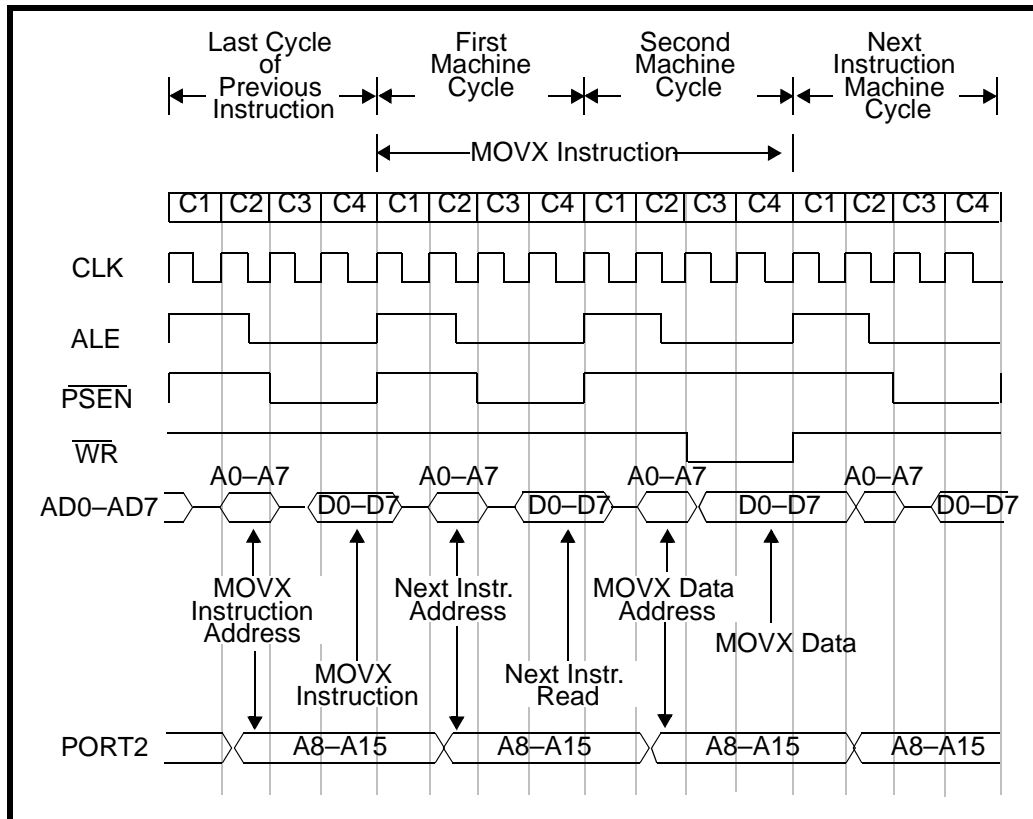 Last Cycle
of
Previous
Instruction
First
Machine
Cycle
Second
Machine
Cycle
Next
Instruction
Machine
Cycle
MOVX Instruction
C1 C2 C3 C4 C1 C2 C3 C4 C1 C2 C3 C4 C1 C2 C3 C4
CLK
ALE
PSEN
WR
A0–A7 A0–A7 A0–A7 A0–A7
AD0–AD7 D0–D7 D0–D7 D0–D7 D0–D7
MOVX
Instruction
Address
Next Instr.
Address
MOVX Data
Address
MOVX Data
MOVX
Instruction
Next Instr.
Read
PORT2 A8–A15 A8–A15 A8–A15 A8–A15